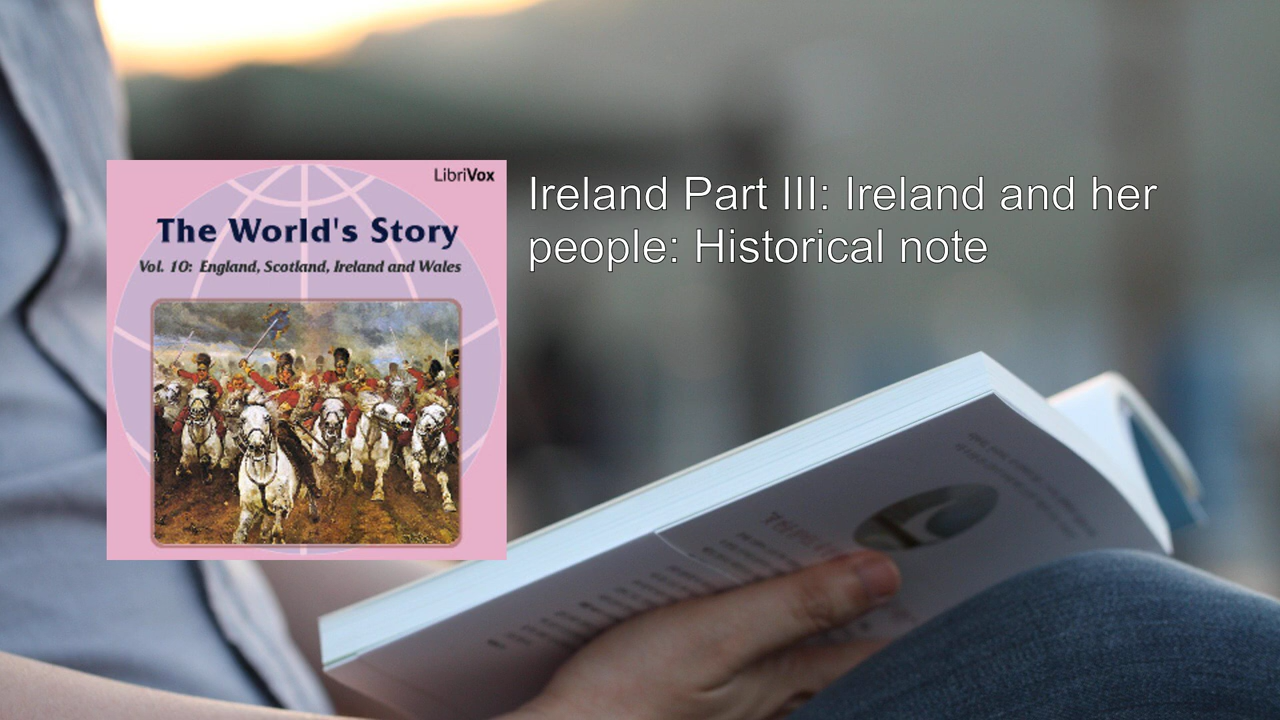 LibriVox
The World's Story
Vol. 10: England, Scotland, Ireland and Wales
Ireland Part III: Ireland and her
people: Historical note